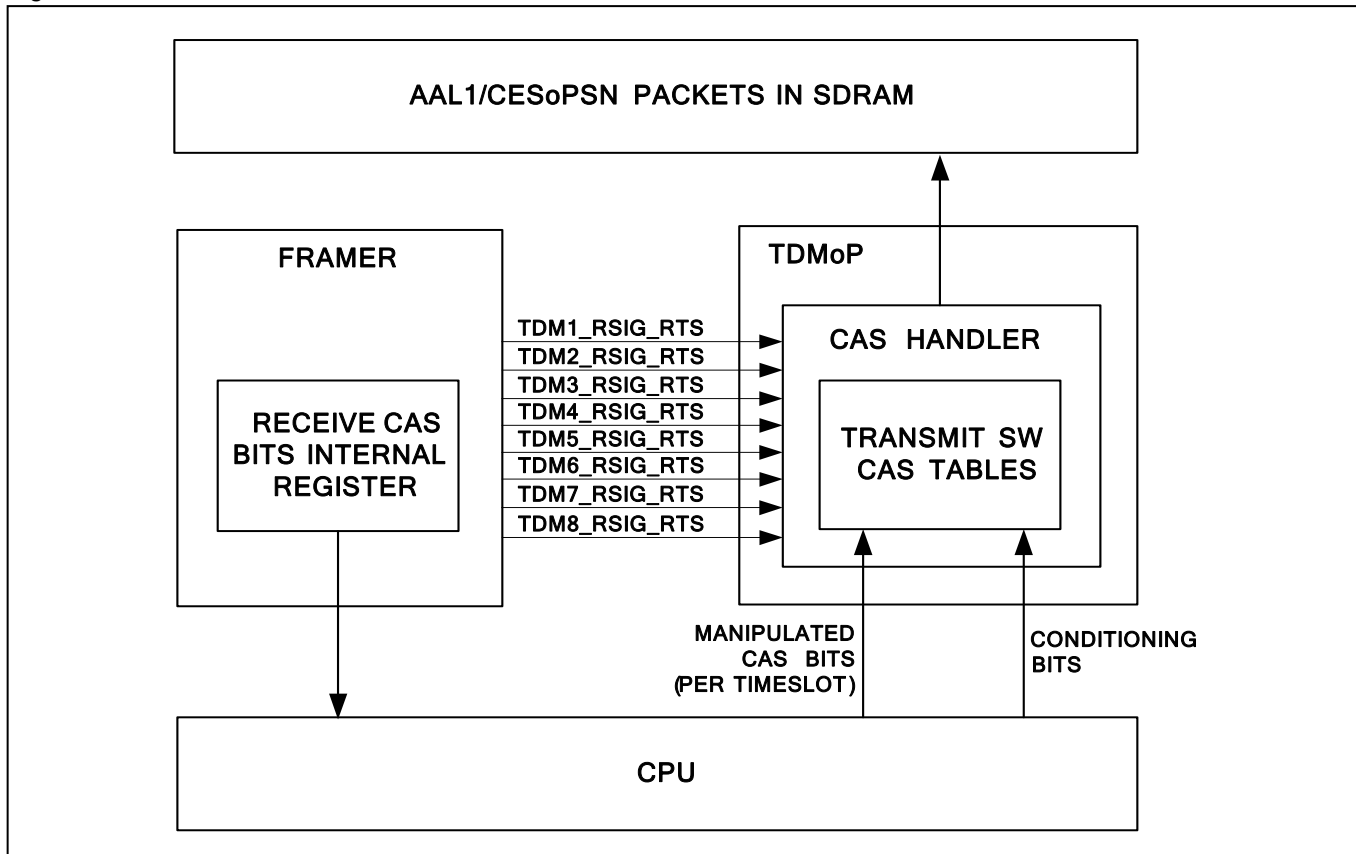 AAL1/CESoPSN PACKETS IN SDRAM
FRAMER
TDMoP
TDM1_RSIG_RTS
TDM2_RSIG_RTS
TDM3_RSIG_RTS
TDM4_RSIG_RTS
TDM5_RSIG_RTS
TDM6_RSIG_RTS
TDM7_RSIG_RTS
TDM8_RSIG_RTS
CAS HANDLER
RECEIVE CAS
BITS INTERNAL
REGISTER
TRANSMIT SW
CAS TABLES
MANIPULATED
CAS BITS
(PER TIMESLOT)
CONDITIONING
BITS
CPU